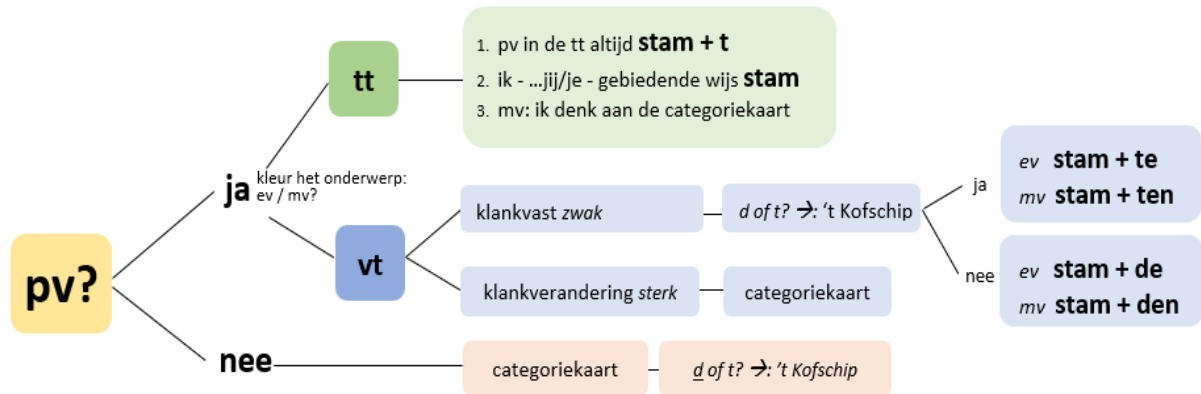 pv?
ja
kleur het onderwerp:
ev / mv?
tt
1. pv in de tt altijd stam + t
2. ik - ...jij/je - gebiedende wijs stam
3. mv: ik denk aan de categoriekaart
vt
klankvast zwak
d of t? →: ‘t Kofschip
ja
ev stam + te
mv stam + ten
nee
ev stam + de
mv stam + den
klankverandering sterk
categoriekaart
nee
categoriekaart
d of t? →: ‘t Kofschip